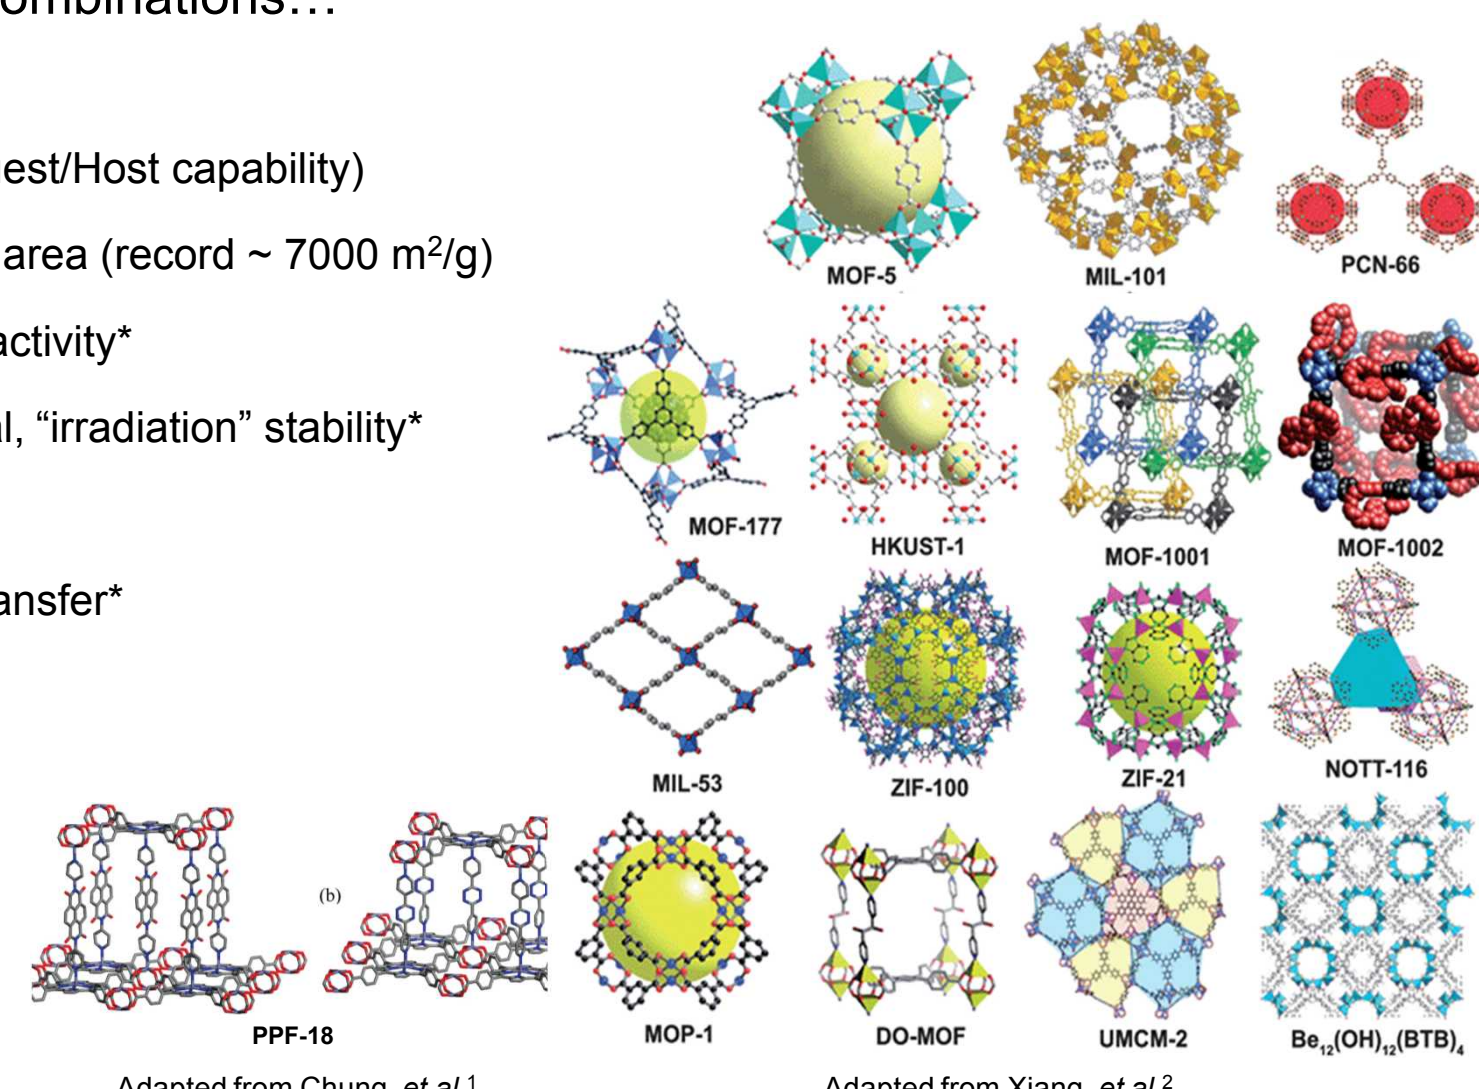 combinations…
est/Host capability)
area (record ~ 7000 m²/g)
activity*
al, “irradiation” stability*
ansfer*
MOF-5
MIL-101
PCN-66
MOF-177
HKUST-1
MOF-1001
MOF-1002
MIL-53
ZIF-100
ZIF-21
NOTT-116
(b)
PPF-18
MOP-1
DO-MOF
UMCM-2
Be₁₂(OH)₁₂(BTB)₄
Adapted from Chung, et al.¹
Adapted from Xiang, et al.²